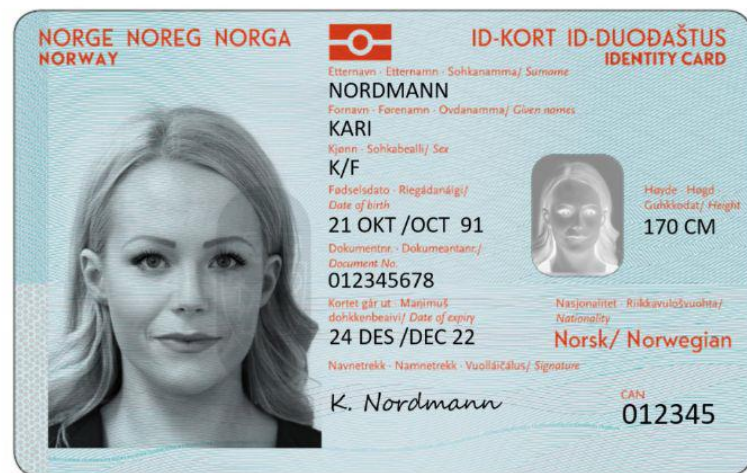 NORGE NOREG NORGA
NORWAY
ID-KORT ID-DUOĐAŠTUS
IDENTITY CARD
Etternavn · Etternamn · Sohkanamma/ Surname
NORDMANN
Fornavn · Førenamn · Ovdanamma/ Given names
KARI
Kjønn · Sohkabealli/ Sex
K/F
Fødselsdato · Riegádanáigi/
Date of birth
21 OKT /OCT 91
Høyde · Høgd
Guhkkodat/ Height
170 CM
Dokumentnr. · Dokumeantanr./
Document No.
012345678
Kortet går ut · Manimuš
dohkkenbeaivi/ Date of expiry
24 DES /DEC 22
Nasjonalitet · Riikkavulošvuohta/
Nationality
Norsk/ Norwegian
Navnetrekk · Namnetrekk · Vuolláičálus/ Signature
K. Nordmann
CAN
012345